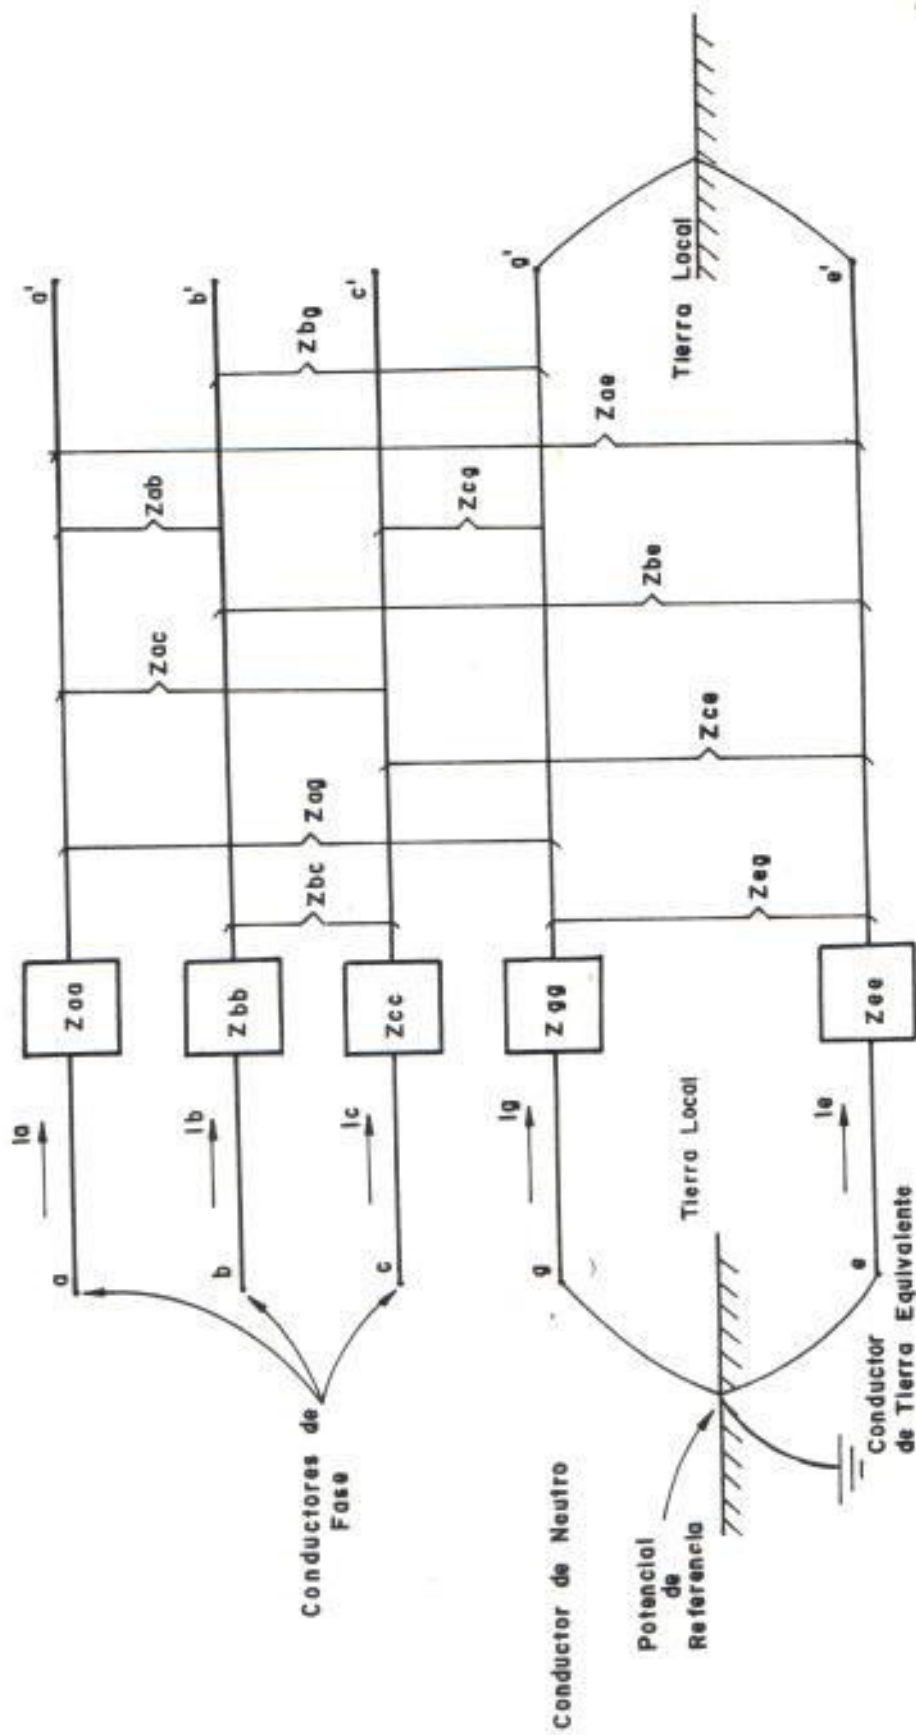 a
Ia
Zaa
Zab
a'
Conductores de
Fase
b
Ib
Zbb
Zac
b'
Zbc
Zag
Zbg
c
Ic
Zcc
Zcg
c'
Conductor de Neutro
g
Ig
Zgg
Zae
g'
Zbe
Tierra Local
Zce
Tierra Local
Zeg
Potencial
de
Referencia
e
Ie
Zee
e'
Conductor
de Tierra Equivalente